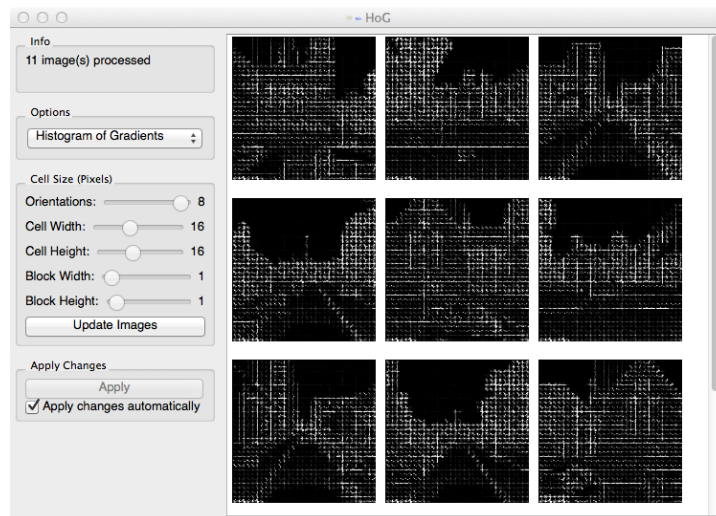 HoG
Info
11 image(s) processed
Options
Histogram of Gradients
Cell Size (Pixels)
Orientations: 8
Cell Width: 16
Cell Height: 16
Block Width: 1
Block Height: 1
Update Images
Apply Changes
Apply
Apply changes automatically